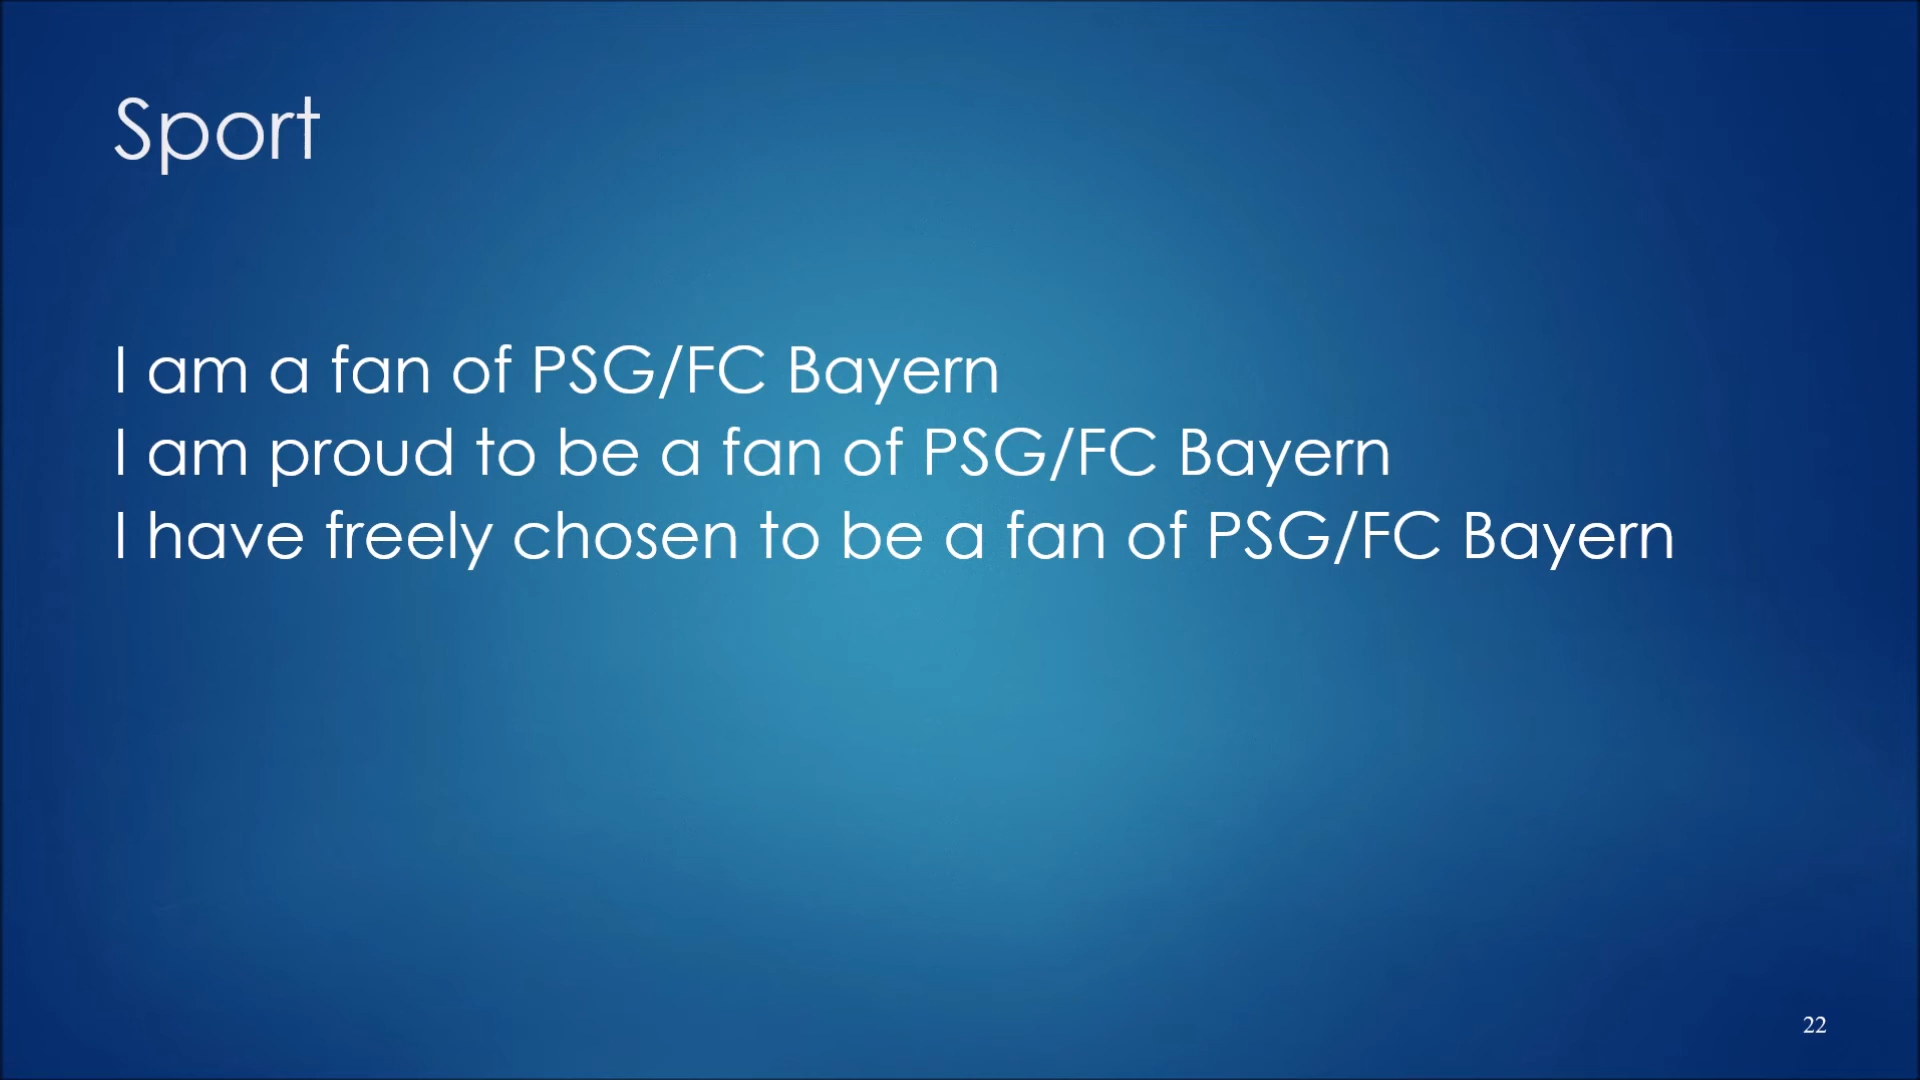 Sport
I am a fan of PSG/FC Bayern
I am proud to be a fan of PSG/FC Bayern
I have freely chosen to be a fan of PSG/FC Bayern
22